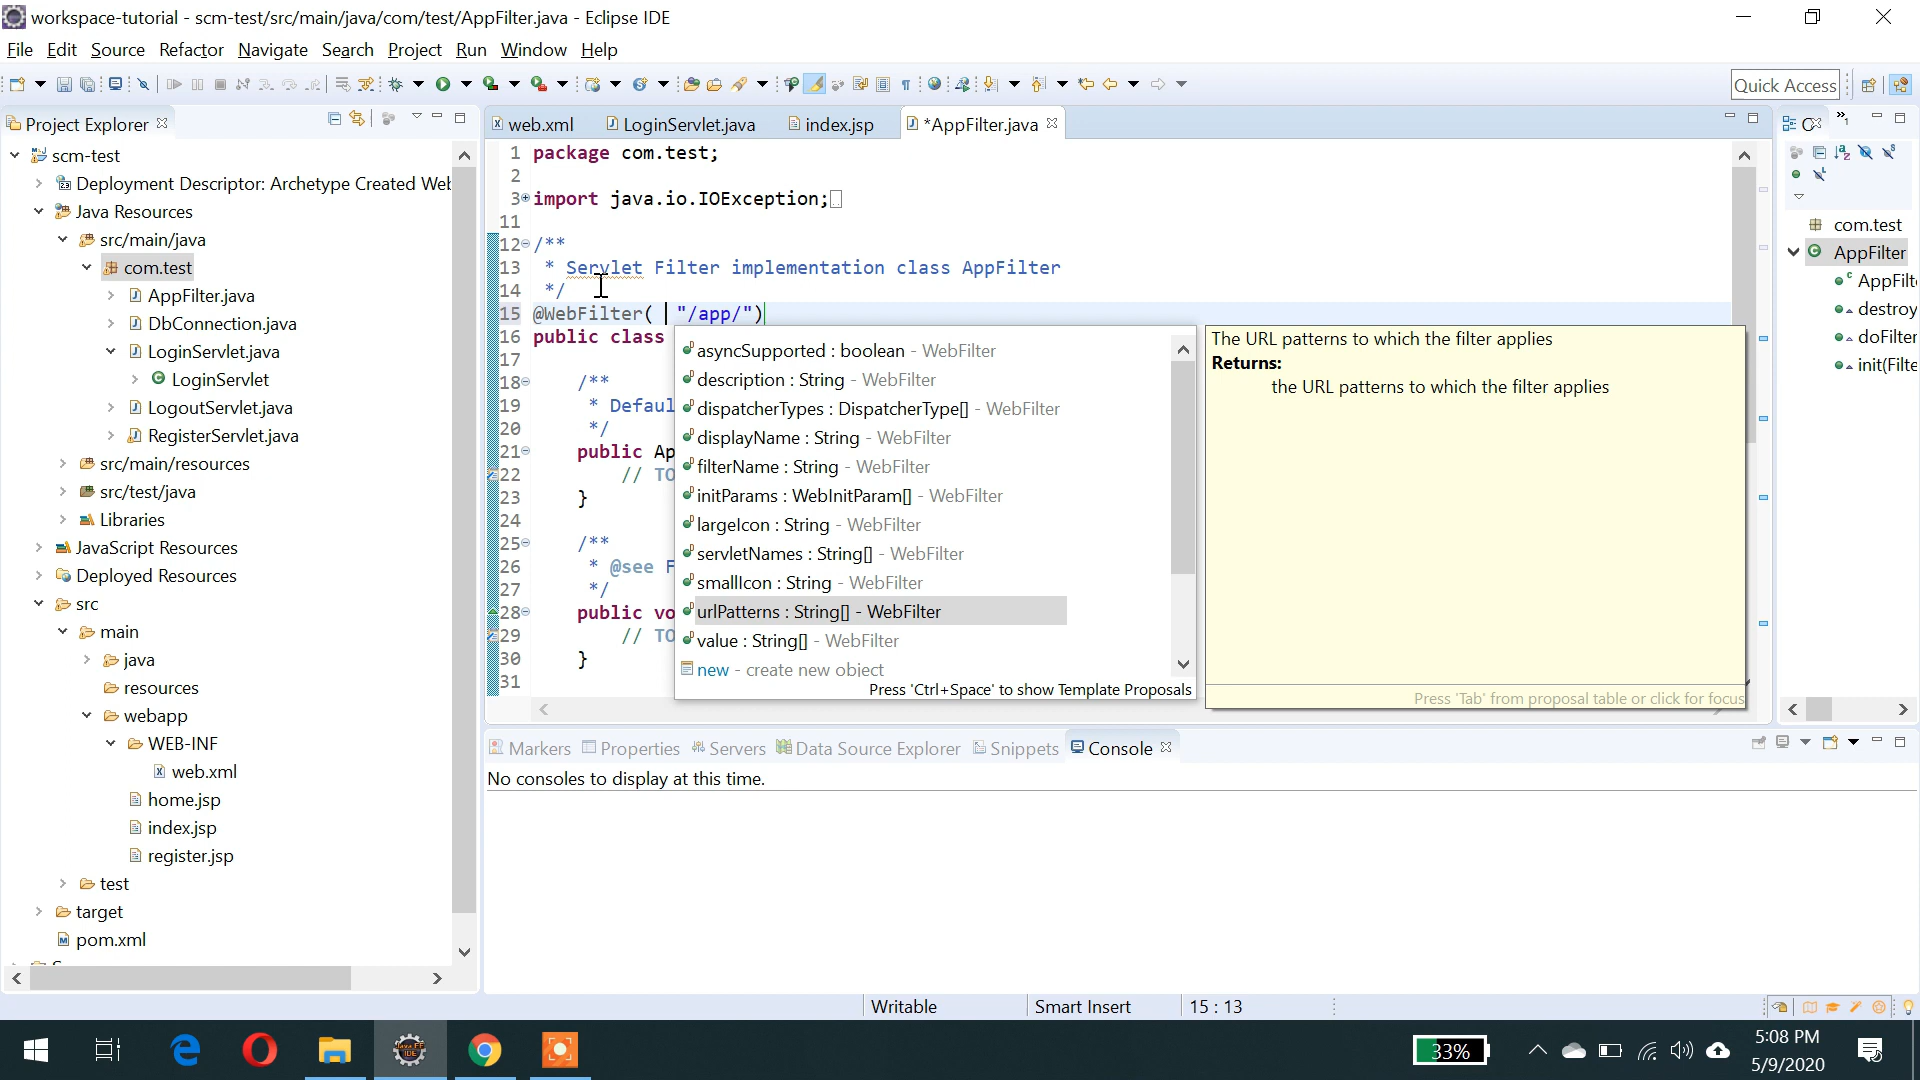 workspace-tutorial - scm-test/src/main/java/com/test/AppFilter.java - Eclipse IDE
File Edit Source Refactor Navigate Search Project Run Window Help
Quick Access
Project Explorer
scm-test
Deployment Descriptor: Archetype Created Wel
Java Resources
src/main/java
com.test
AppFilter.java
DbConnection.java
LoginServlet.java
LoginServlet
LogoutServlet.java
RegisterServlet.java
src/main/resources
src/test/java
Libraries
JavaScript Resources
Deployed Resources
src
main
java
resources
webapp
WEB-INF
web.xml
home.jsp
index.jsp
register.jsp
test
target
pom.xml
web.xml LoginServlet.java index.jsp *AppFilter.java
1 package com.test;
2
3 import java.io.IOException;
11
12 /**
13 * Servlet Filter implementation class AppFilter
14 */
15 @WebFilter( "/app/")
16 public class
17
18 /**
19 * Defaul
20 */
21 public Ap
22 // TO
23 }
24
25 /**
26 * @see F
27 */
28 public vo
29 // TO
30 }
31
asyncSupported : boolean - WebFilter
description : String - WebFilter
dispatcherTypes : DispatcherType[] - WebFilter
displayName : String - WebFilter
filterName : String - WebFilter
initParams : WebInitParam[] - WebFilter
largeIcon : String - WebFilter
servletNames : String[] - WebFilter
smallIcon : String - WebFilter
urlPatterns : String[] - WebFilter
value : String[] - WebFilter
new - create new object
Press 'Ctrl+Space' to show Template Proposals
The URL patterns to which the filter applies
Returns:
the URL patterns to which the filter applies
Press 'Tab' from proposal table or click for focus
com.test
AppFilter
AppFilt
destroy
doFilter
init(Filte
Markers Properties Servers Data Source Explorer Snippets Console
No consoles to display at this time.
Writable Smart Insert 15 : 13
33%
5:08 PM
5/9/2020